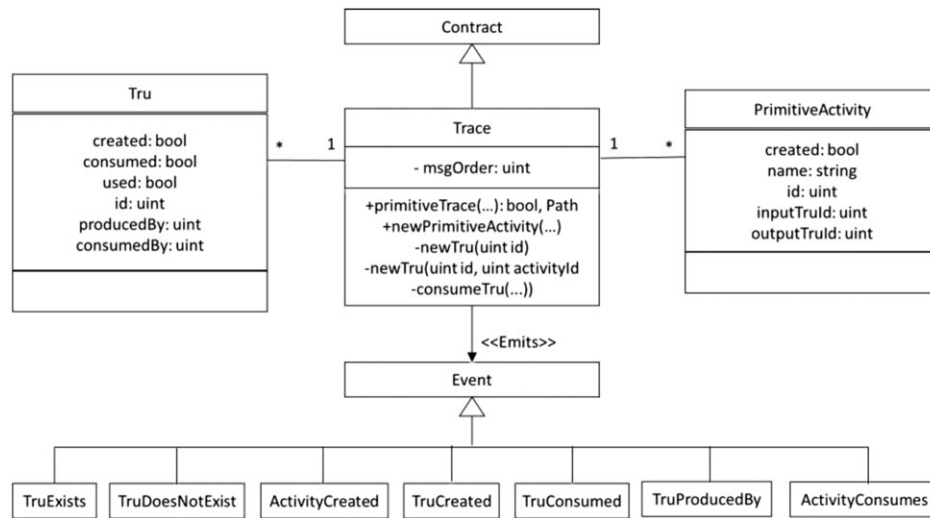 Contract
Tru
created: bool
consumed: bool
used: bool
id: uint
producedBy: uint
consumedBy: uint
* 1
Trace
- msgOrder: uint
+primitiveTrace(...): bool, Path
+newPrimitiveActivity(...)
-newTru(uint id)
-newTru(uint id, uint activityId
-consumeTru(...))
1 *
PrimitiveActivity
created: bool
name: string
id: uint
inputTruId: uint
outputTruId: uint
<<Emits>>
Event
TruExists
TruDoesNotExist
ActivityCreated
TruCreated
TruConsumed
TruProducedBy
ActivityConsumes